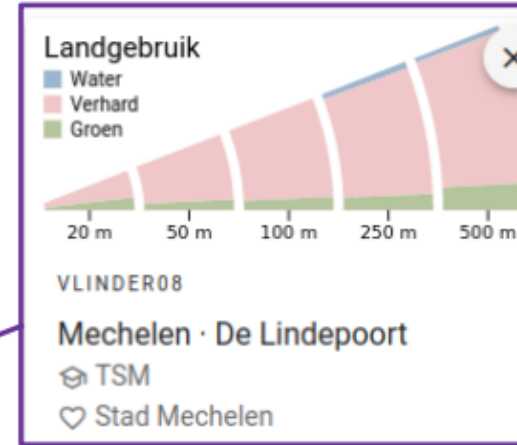 Landgebruik
Water
Verhard
Groen
20 m 50 m 100 m 250 m 500 m
VLINDER08
Mechelen · De Lindepoort
TSM
Stad Mechelen